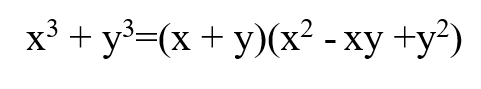 x³ + y³=(x + y)(x² - xy +y²)